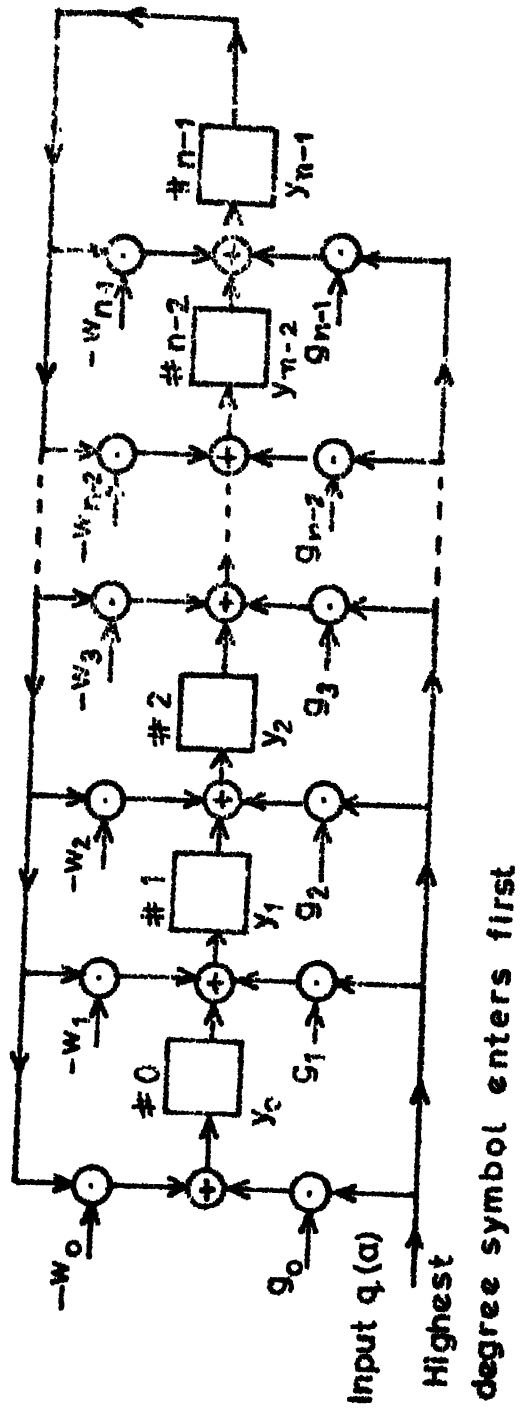 -w0 -w1 -w2 -w3 -wn-2 -wn-1
#0 #1 #2 #n-2 #n-1
y0 y1 y2 yn-2 yn-1
g0 g1 g2 g3 gn-2 gn-1
Input q(a)
Highest
degree symbol enters first